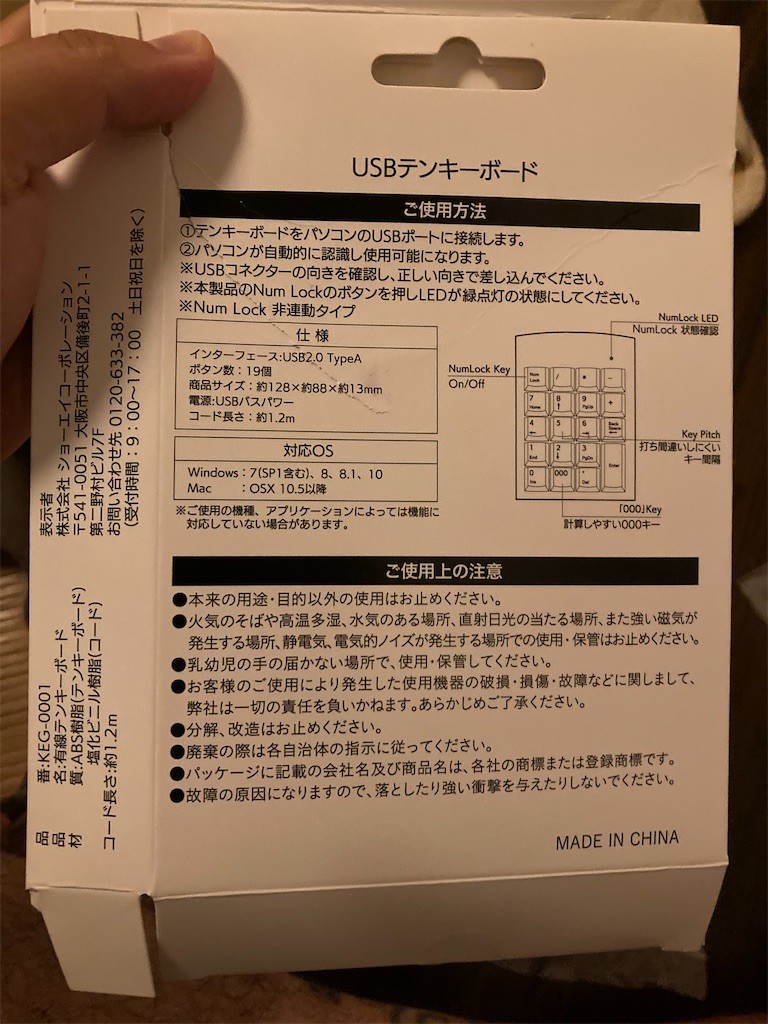 USBテンキーボード
ご使用方法
①テンキーボードをパソコンのUSBポートに接続します。
②パソコンが自動的に認識し使用可能になります。
※USBコネクターの向きを確認し、正しい向きで差し込んでください。
※本製品のNum Lockのボタンを押しLEDが緑点灯の状態にしてください。
※Num Lock 非連動タイプ
仕様
インターフェース:USB2.0 TypeA
ボタン数：19個
商品サイズ：約128×約88×約13mm
電源:USBバスパワー
コード長さ：約1.2m
対応OS
Windows：7(SP1含む)、8、8.1、10
Mac ：OSX 10.5以降
※ご使用の機種、アプリケーションによっては機能に
対応していない場合があります。
NumLock LED
NumLock 状態確認
NumLock Key
On/Off
Num Lock / * -
7 Home 8 9 PgUp +
4 5 6 Back Space
1 End 2 3 PgDn Enter
0 Ins 000 . Del
Key Pitch
打ち間違いしにくい
キー間隔
「000」Key
計算しやすい000キー
ご使用上の注意
●本来の用途・目的以外の使用はお止めください。
●火気のそばや高温多湿、水気のある場所、直射日光の当たる場所、また強い磁気が
発生する場所、静電気、電気的ノイズが発生する場所での使用・保管はお止めください。
●乳幼児の手の届かない場所で、使用・保管してください。
●お客様のご使用により発生した使用機器の破損・損傷・故障などに関しまして、
弊社は一切の責任を負いかねます。あらかじめご了承ください。
●分解、改造はお止めください。
●廃棄の際は各自治体の指示に従ってください。
●パッケージに記載の会社名及び商品名は、各社の商標または登録商標です。
●故障の原因になりますので、落としたり強い衝撃を与えたりしないでください。
MADE IN CHINA
品番:KEG-0001
品名:有線テンキーボード
材質:ABS樹脂(テンキーボード)
塩化ビニル樹脂(コード)
コード長さ:約1.2m
表示者
株式会社 ショーエイコーポレーション
〒541-0051 大阪市中央区備後町2-1-1
第二野村ビル7F
お問い合わせ先 0120-633-382
（受付時間：9：00～17：00 土日祝日を除く）